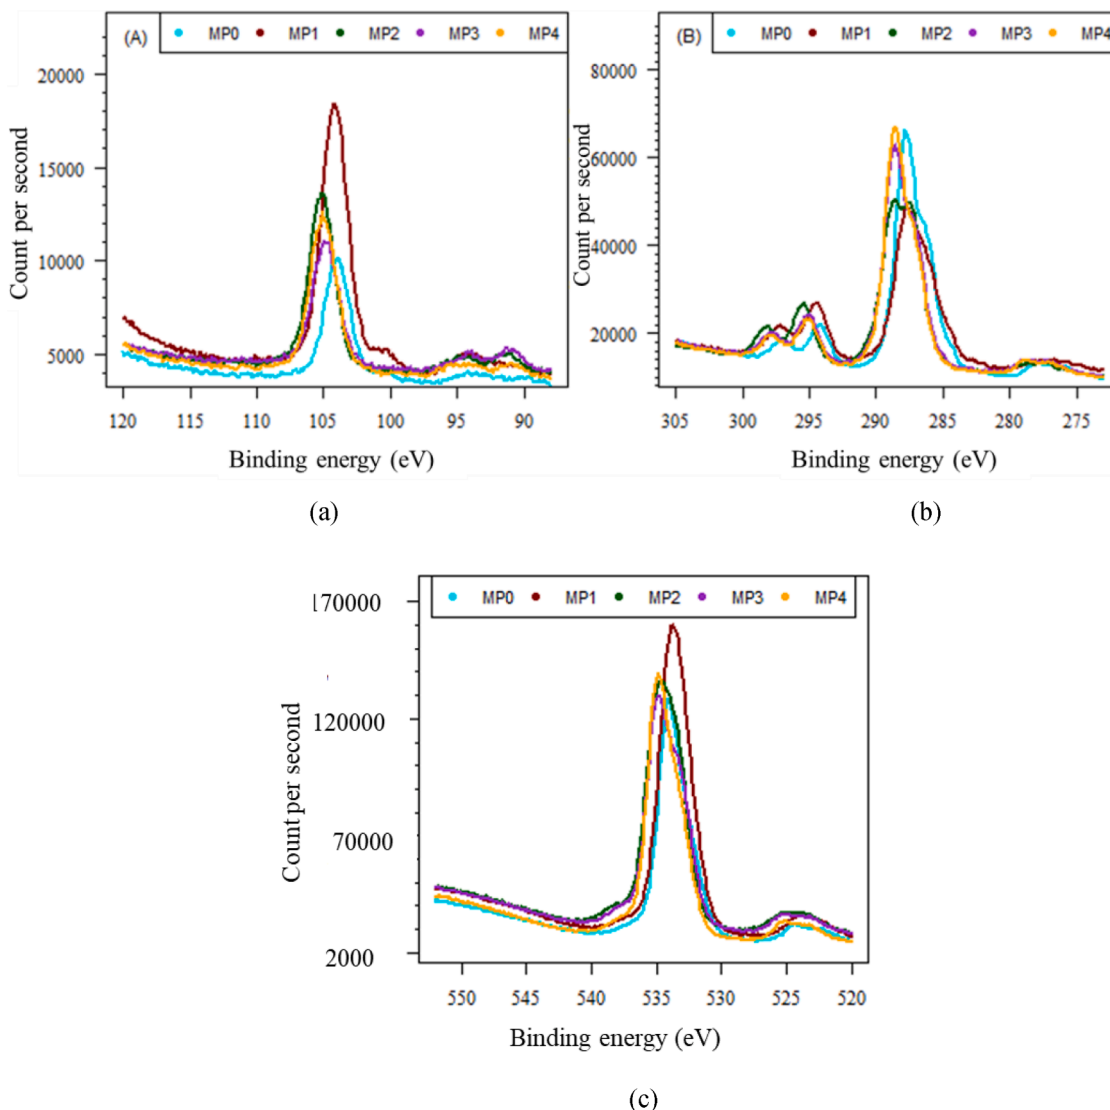 (A) MP0 MP1 MP2 MP3 MP4
20000
15000
10000
5000
Count per second
120 115 110 105 100 95 90
Binding energy (eV)
(a)
(B) MP0 MP1 MP2 MP3 MP4
80000
60000
40000
20000
Count per second
305 300 295 290 285 280 275
Binding energy (eV)
(b)
MP0 MP1 MP2 MP3 MP4
170000
120000
70000
2000
Count per second
550 545 540 535 530 525 520
Binding energy (eV)
(c)